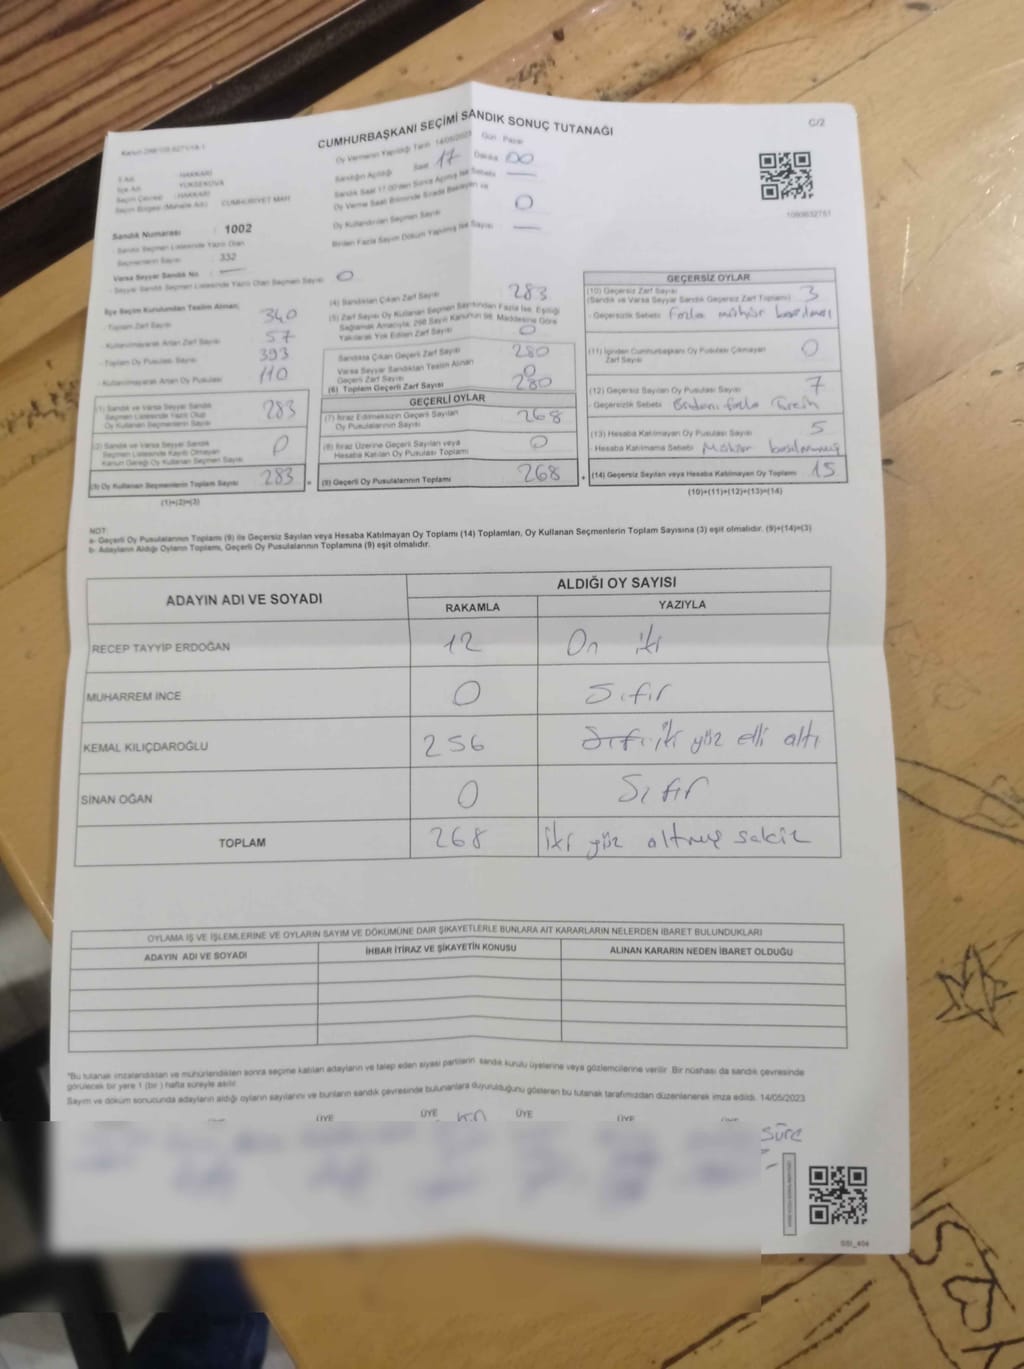 CUMHURBAŞKANI SEÇİMİ SANDIK SONUÇ TUTANAĞI
C/2
Oy Vermenin Yapıldığı Tarih 14/05/2023 Gün Pazar
Sandığın Açıldığı Saat 17 Dakika 00
Sandık Saat 17.00'den Sonra Açılmış İse Sebebi
Oy Verme Saati Bitiminde Sırada Bekleyen ve
Oy Kullandırılan Seçmen Sayısı 0
Birden Fazla Sayım Döküm Yapılmış İse Sayısı
1060632751
İl Adı : HAKKARİ
İlçe Adı : YÜKSEKOVA
Seçim Çevresi : HAKKARİ
Seçim Bölgesi (Mahalle Adı) : CUMHURİYET MAH
Sandık Numarası : 1002
Sandık Seçmen Listesinde Yazılı Olan
Seçmenlerin Sayısı : 332
Varsa Seyyar Sandık No :
- Seyyar Sandık Seçmen Listesinde Yazılı Olan Seçmen Sayısı 0
İlçe Seçim Kurulundan Teslim Alınan;
- Toplam Zarf Sayısı 340
- Kullanılmayarak Artan Zarf Sayısı 57
- Toplam Oy Pusulası Sayısı 393
- Kullanılmayarak Artan Oy Pusulası 110
(1) Sandık ve Varsa Seyyar Sandık
Seçmen Listesinde Yazılı Olup
Oy Kullanan Seçmenlerin Sayısı 283
(2) Sandık ve Varsa Seyyar Sandık
Seçmen Listesinde Kayıtlı Olmayan
Kanun Gereği Oy Kullanan Seçmen Sayısı 0
(3) Oy Kullanan Seçmenlerin Toplam Sayısı 283
(1)+(2)=(3)
(4) Sandıktan Çıkan Zarf Sayısı 283
(5) Zarf Sayısı Oy Kullanan Seçmen Sayısından Fazla İse, Eşitliği
Sağlamak Amacıyla, 298 Sayılı Kanun'un 98. Maddesine Göre
Yakılarak Yok Edilen Zarf Sayısı 0
Sandıkta Çıkan Geçerli Zarf Sayısı 280
Varsa Seyyar Sandıktan Teslim Alınan
Geçerli Zarf Sayısı 0
(6) Toplam Geçerli Zarf Sayısı 280
GEÇERLİ OYLAR
(7) İtiraz Edilmeksizin Geçerli Sayılan
Oy Pusulalarının Sayısı 268
(8) İtiraz Üzerine Geçerli Sayılan veya
Hesaba Katılan Oy Pusulası Toplamı 0
(9) Geçerli Oy Pusulalarının Toplamı 268
GEÇERSİZ OYLAR
(10) Geçersiz Zarf Sayısı
(Sandık ve Varsa Seyyar Sandık Geçersiz Zarf Toplamı) 3
- Geçersizlik Sebebi Fazla mühür basılması
(11) İçinden Cumhurbaşkanı Oy Pusulası Çıkmayan
Zarf Sayısı 0
(12) Geçersiz Sayılan Oy Pusulası Sayısı 7
- Geçersizlik Sebebi Birden fazla
(13) Hesaba Katılmayan Oy Pusulası Sayısı 5
- Hesaba Katılmama Sebebi Mühür basılmamış
(14) Geçersiz Sayılan veya Hesaba Katılmayan Oy Toplamı 15
(10)+(11)+(12)+(13)=(14)
NOT:
a- Geçerli Oy Pusulalarının Toplamı (9) ile Geçersiz Sayılan veya Hesaba Katılmayan Oy Toplamı (14) Toplamları, Oy Kullanan Seçmenlerin Toplam Sayısına (3) eşit olmalıdır. (9)+(14)=(3)
b- Adayların Aldığı Oyların Toplamı, Geçerli Oy Pusulalarının Toplamına (9) eşit olmalıdır.
ADAYIN ADI VE SOYADI
ALDIĞI OY SAYISI
RAKAMLA YAZIYLA
RECEP TAYYİP ERDOĞAN 12 On iki
MUHARREM İNCE 0 Sıfır
KEMAL KILIÇDAROĞLU 256 iki yüz elli altı
SİNAN OĞAN 0 Sıfır
TOPLAM 268 iki yüz altmış sekiz
OYLAMA İŞ VE İŞLEMLERİNE VE OYLARIN SAYIM VE DÖKÜMÜNE DAİR ŞİKAYETLERLE BUNLARA AİT KARARLARIN NELERDEN İBARET BULUNDUKLARI
ADAYIN ADI VE SOYADI İHBAR İTİRAZ VE ŞİKAYETİN KONUSU ALINAN KARARIN NEDEN İBARET OLDUĞU
*Bu tutanak imzalandıktan ve mühürlendikten sonra seçime katılan adayların ve talep eden siyasi partilerin sandık kurulu üyelerine veya gözlemcilerine verilir. Bir nüshası da sandık çevresinde
görülecek bir yere 1 (bir) hafta süreyle asılır.
Sayım ve döküm sonucunda adayların aldığı oyların sayılarını ve bunların sandık çevresinde bulunanlara duyurulduğunu gösteren bu tutanak tarafımızdan düzenlenerek imza edildi. 14/05/2023
ÜYE ÜYE ÜYE ÜYE ÜYE ÜYE